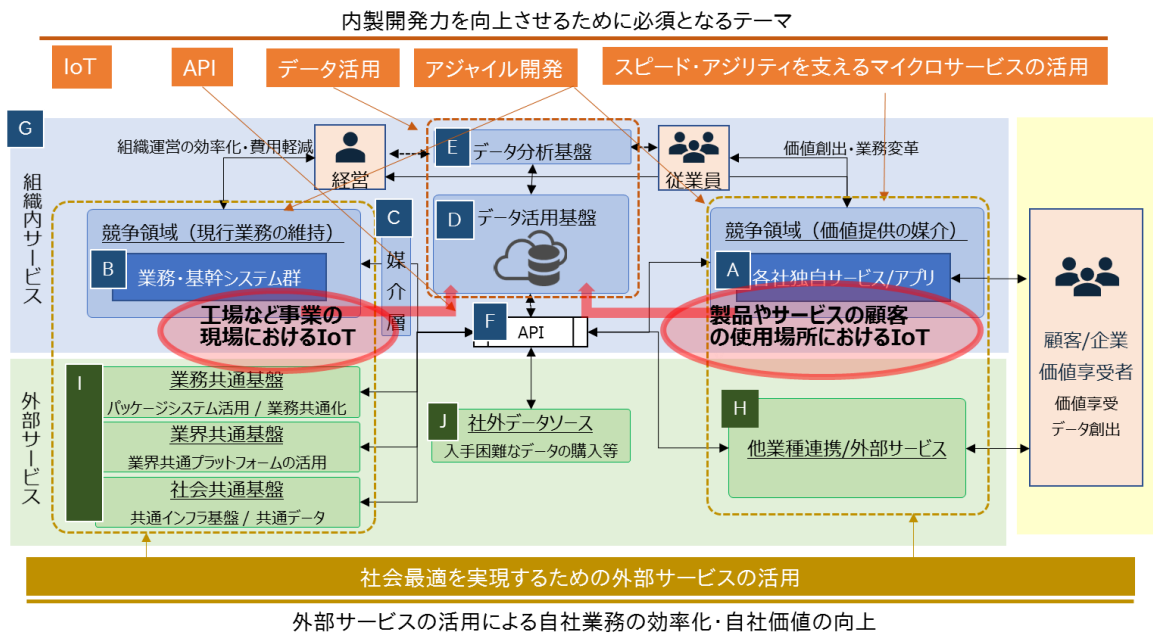 内製開発力を向上させるために必須となるテーマ
IoT
API
データ活用
アジャイル開発
スピード・アジリティを支えるマイクロサービスの活用
G
組織内サービス
組織運営の効率化・費用軽減
経営
E
データ分析基盤
従業員
価値創出・業務変革
競争領域（現行業務の維持）
B
業務・基幹システム群
C
媒介層
D
データ活用基盤
競争領域（価値提供の媒介）
A
各社独自サービス/アプリ
工場など事業の
現場におけるIoT
F
API
製品やサービスの顧客
の使用場所におけるIoT
顧客/企業
価値享受者
価値享受
データ創出
外部サービス
I
業務共通基盤
パッケージシステム活用 / 業務共通化
業界共通基盤
業界共通プラットフォームの活用
社会共通基盤
共通インフラ基盤 / 共通データ
J
社外データソース
入手困難なデータの購入等
H
他業種連携/外部サービス
社会最適を実現するための外部サービスの活用
外部サービスの活用による自社業務の効率化・自社価値の向上